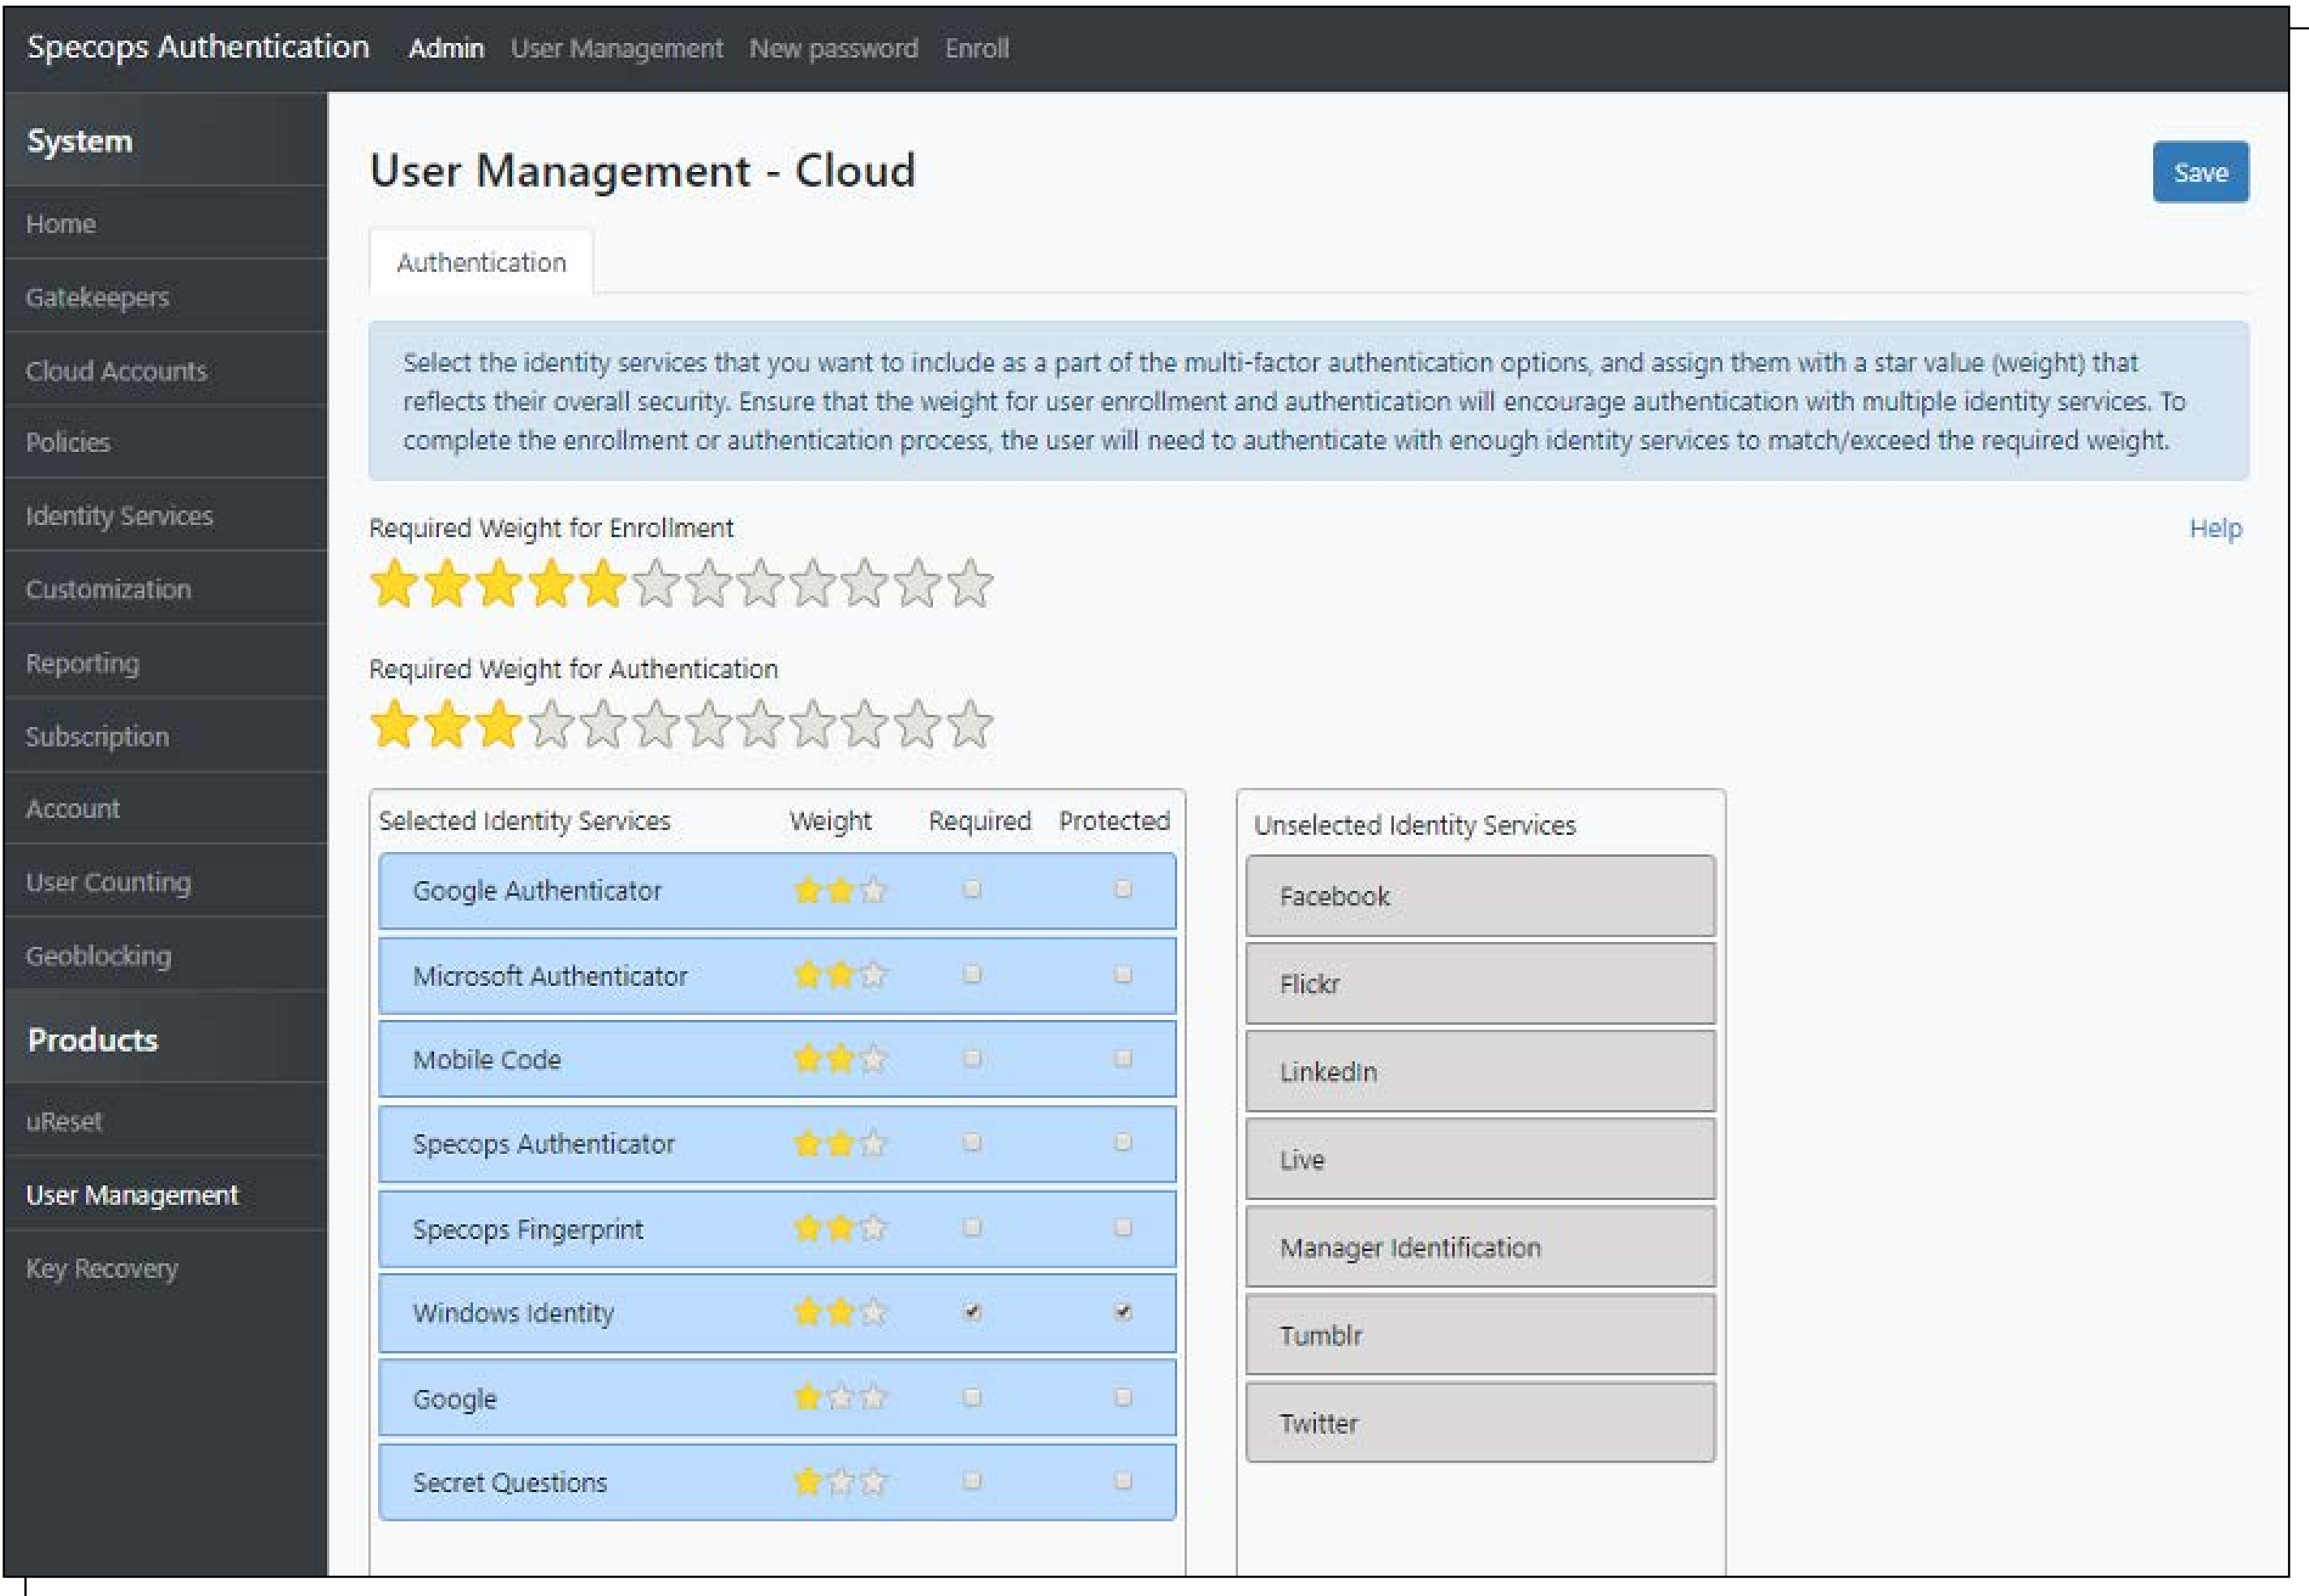 Specops Authentication Admin User Management New password Enroll
System
Home
Gatekeepers
Cloud Accounts
Policies
Identity Services
Customization
Reporting
Subscription
Account
User Counting
Geoblocking
Products
uReset
User Management
Key Recovery
User Management - Cloud
Save
Authentication
Select the identity services that you want to include as a part of the multi-factor authentication options, and assign them with a star value (weight) that
reflects their overall security. Ensure that the weight for user enrollment and authentication will encourage authentication with multiple identity services. To
complete the enrollment or authentication process, the user will need to authenticate with enough identity services to match/exceed the required weight.
Required Weight for Enrollment
Help
Required Weight for Authentication
Selected Identity Services Weight Required Protected
Google Authenticator
Microsoft Authenticator
Mobile Code
Specops Authenticator
Specops Fingerprint
Windows Identity
Google
Secret Questions
Unselected Identity Services
Facebook
Flickr
LinkedIn
Live
Manager Identification
Tumblr
Twitter